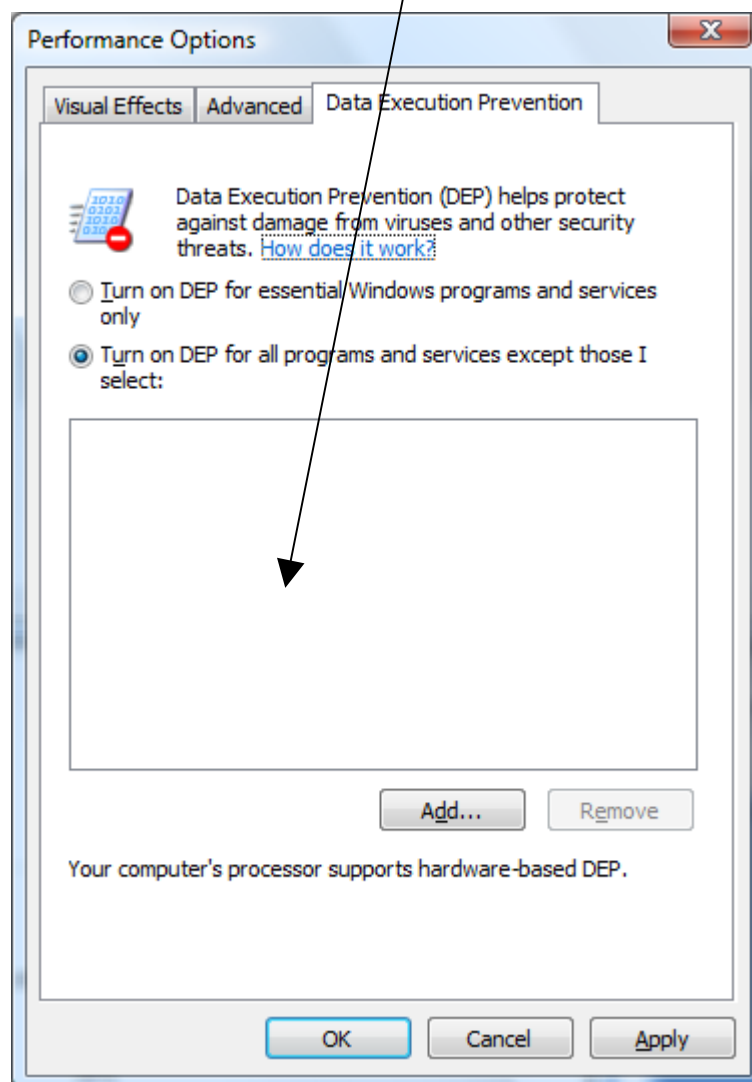 Performance Options
Visual Effects
Advanced
Data Execution Prevention
Data Execution Prevention (DEP) helps protect
against damage from viruses and other security
threats. How does it work?
Turn on DEP for essential Windows programs and services
only
Turn on DEP for all programs and services except those I
select:
Add...
Remove
Your computer's processor supports hardware-based DEP.
OK
Cancel
Apply